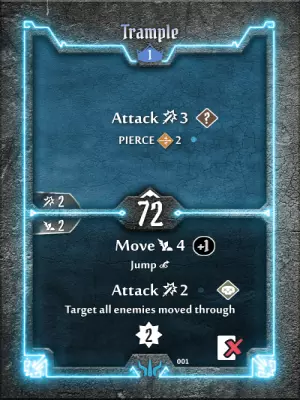 Trample
1
Attack 3 ?
PIERCE 2
2
72
2
Move 4 +1
Jump
Attack 2
Target all enemies moved through
2
001